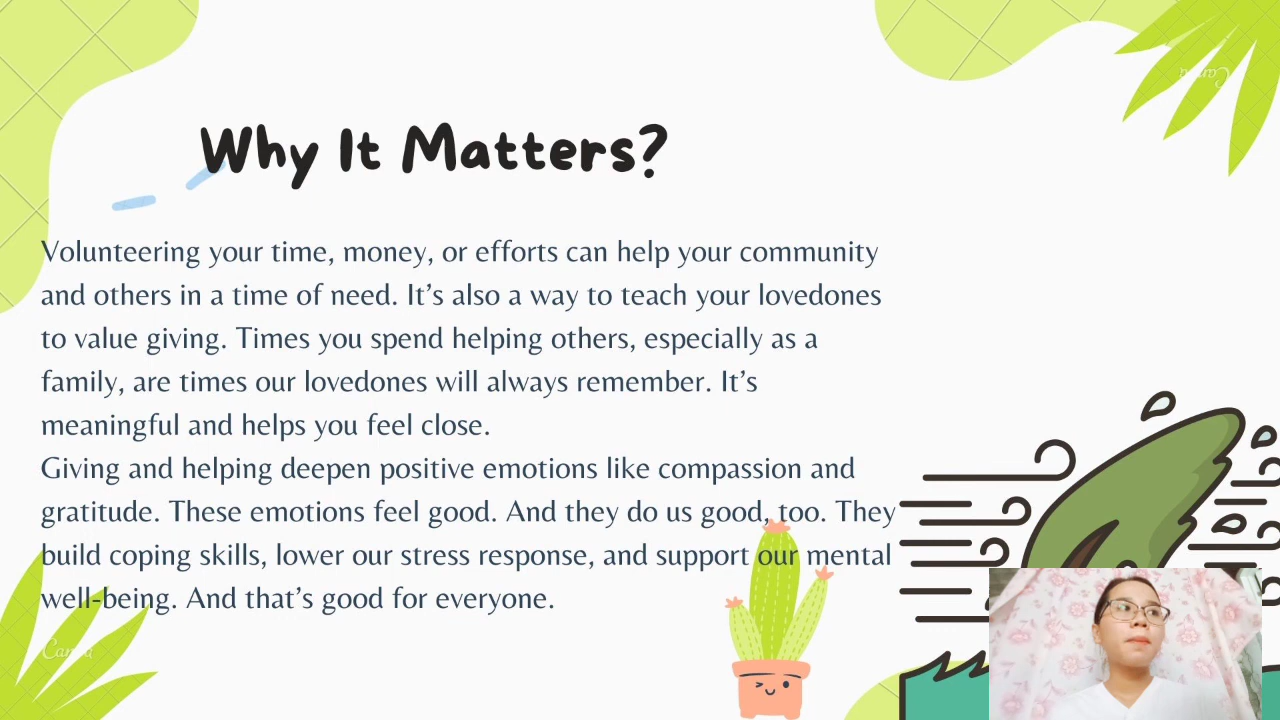 Canva
Why It Matters?
Volunteering your time, money, or efforts can help your community
and others in a time of need. It’s also a way to teach your lovedones
to value giving. Times you spend helping others, especially as a
family, are times our lovedones will always remember. It’s
meaningful and helps you feel close.
Giving and helping deepen positive emotions like compassion and
gratitude. These emotions feel good. And they do us good, too. They
build coping skills, lower our stress response, and support our mental
well-being. And that’s good for everyone.
Canva